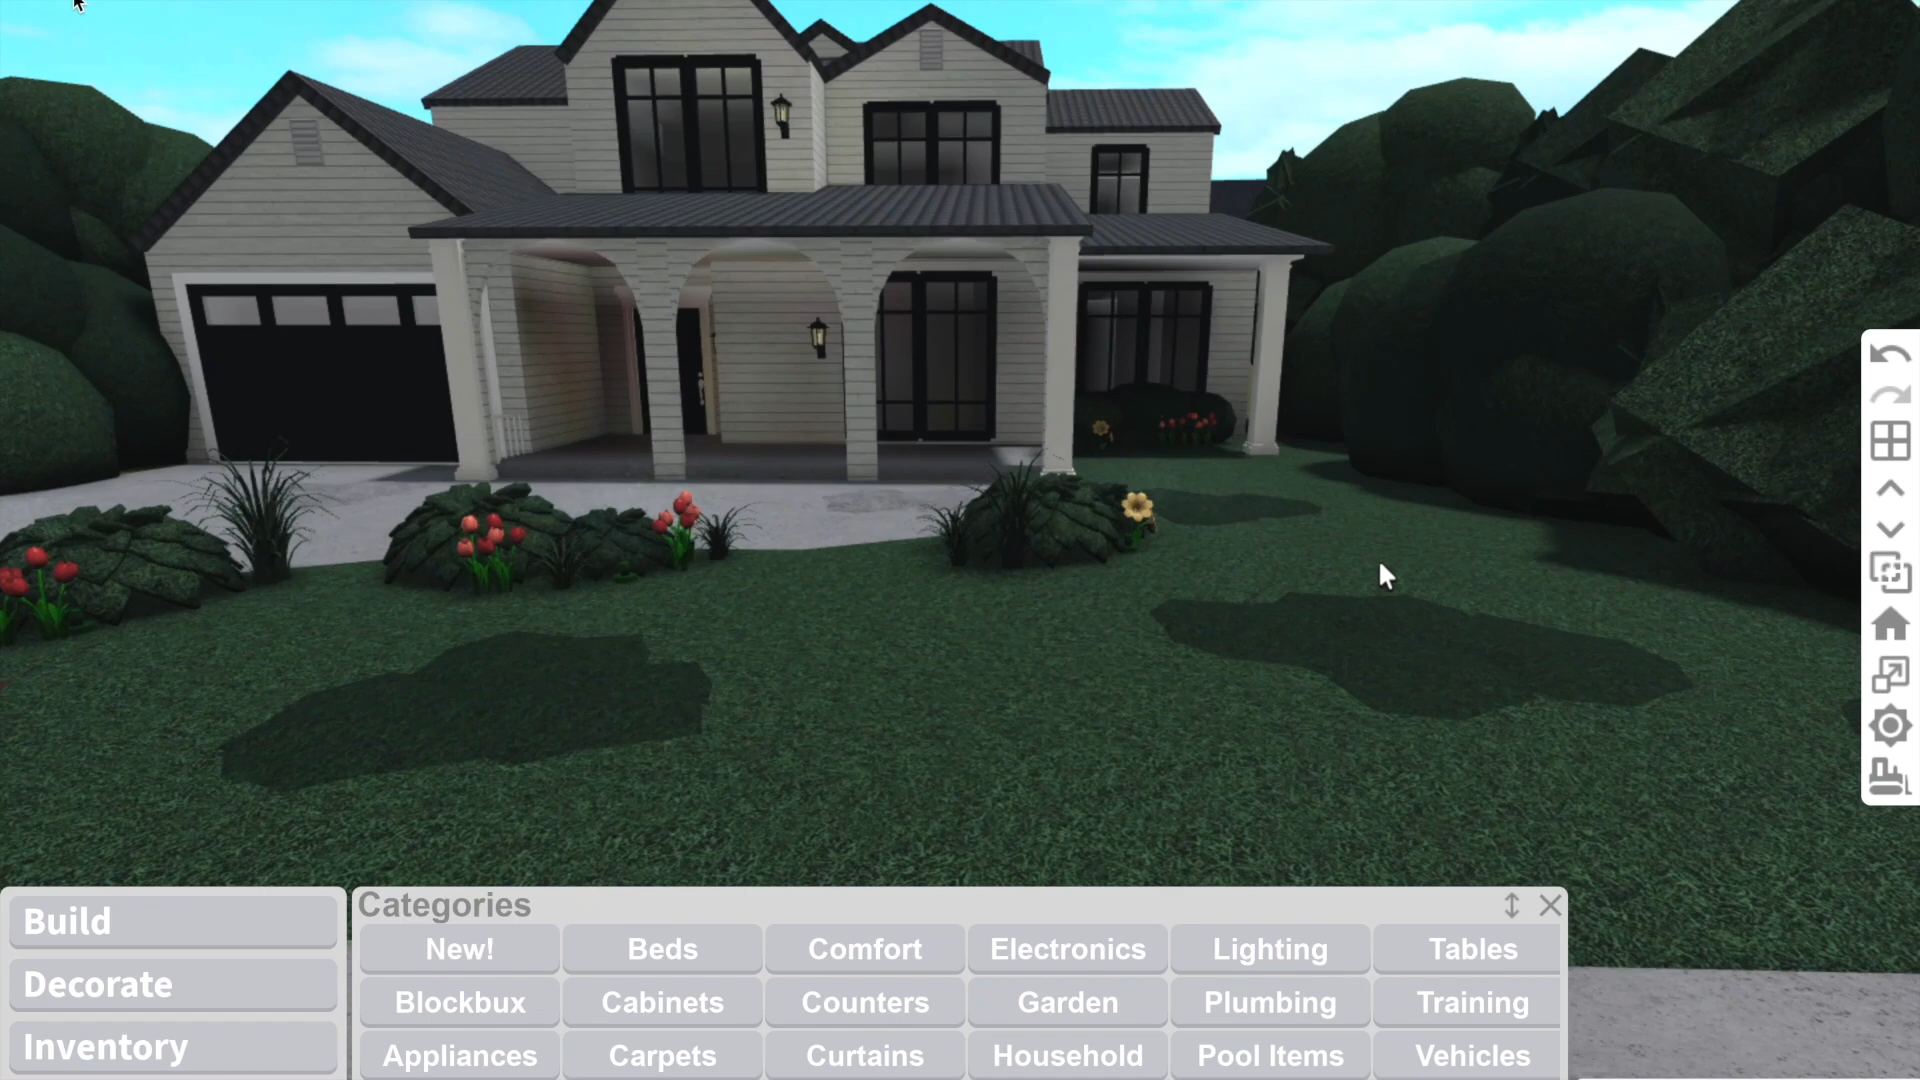 Build
Decorate
Inventory
Categories
New! Beds Comfort Electronics Lighting Tables
Blockbux Cabinets Counters Garden Plumbing Training
Appliances Carpets Curtains Household Pool Items Vehicles